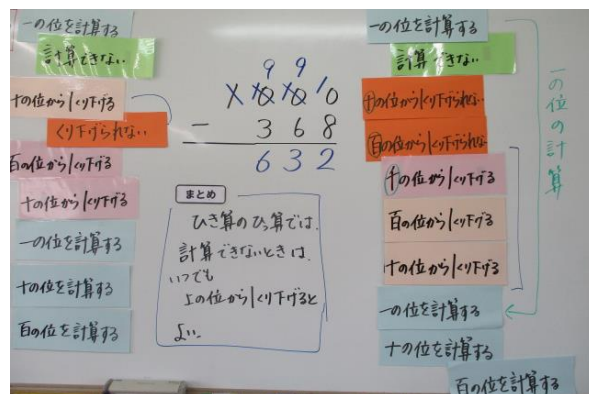 一の位を計算する
計算できない
十の位から1くり下げる
くり下げられない
百の位から1くり下げる
十の位から1くり下げる
一の位を計算する
十の位を計算する
百の位を計算する
9 9
1000
10
- 368
632
まとめ
ひき算のひっ算では、
計算できないときは、
いつでも
上の位から1くり下げると
よい。
一の位を計算する
計算できない
十の位から1くり下げられない
百の位から1くり下げられない
十の位から1くり下げる
百の位から1くり下げる
十の位から1くり下げる
一の位を計算する
十の位を計算する
百の位を計算する
一の位の計算